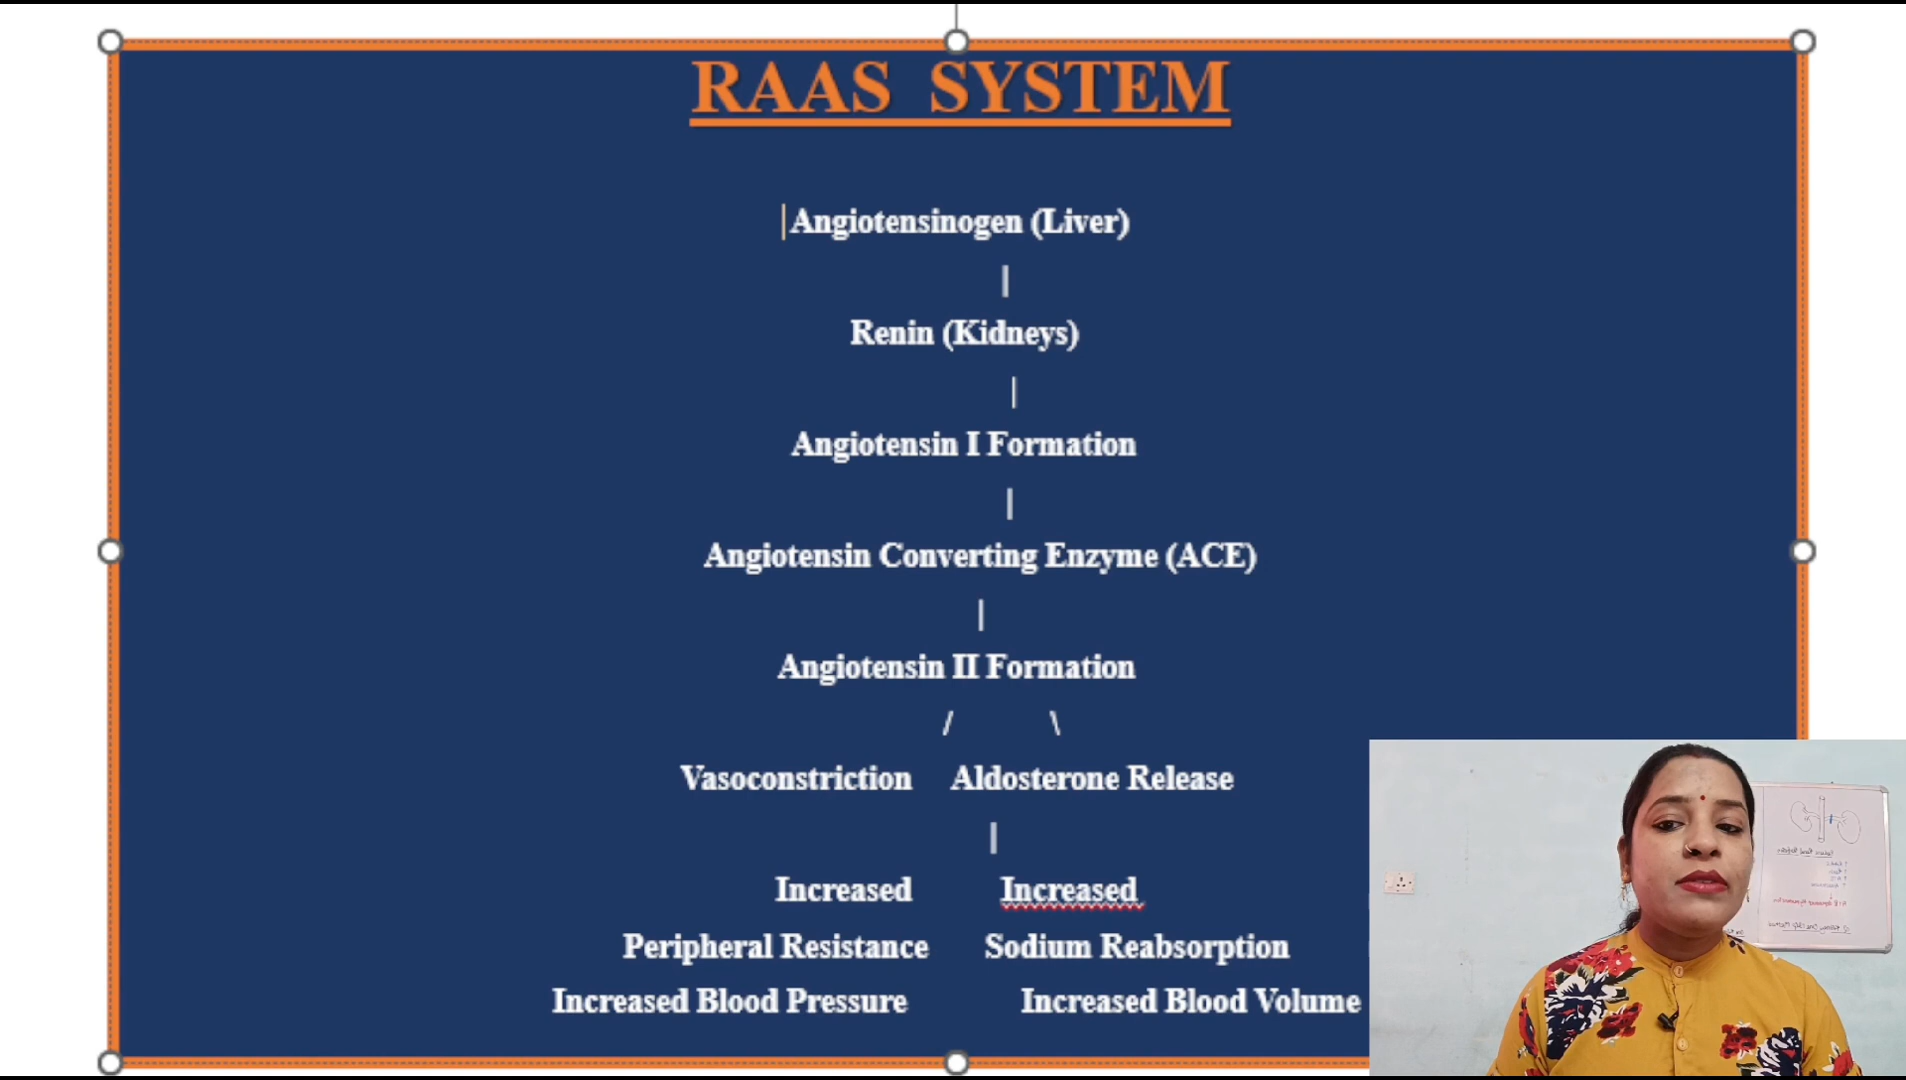 RAAS SYSTEM
Angiotensinogen (Liver)
|
Renin (Kidneys)
|
Angiotensin I Formation
|
Angiotensin Converting Enzyme (ACE)
|
Angiotensin II Formation
/ \
Vasoconstriction Aldosterone Release
|
Increased Increased
Peripheral Resistance Sodium Reabsorption
Increased Blood Pressure Increased Blood Volume